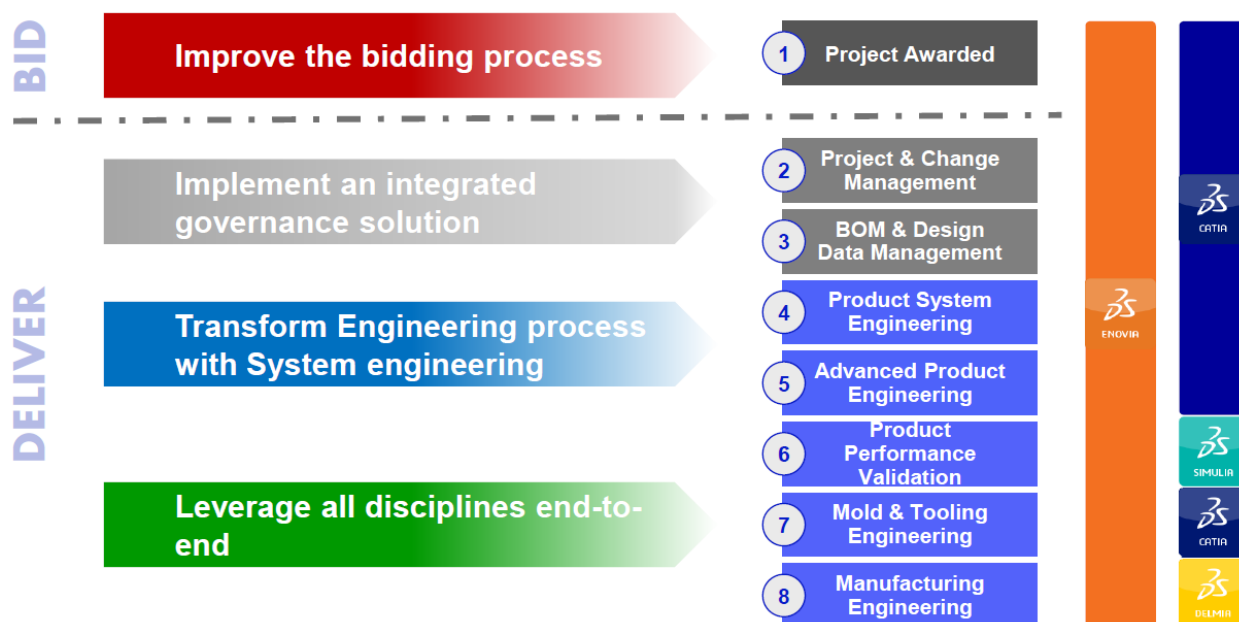 BID
Improve the bidding process
1
Project Awarded
DELIVER
Implement an integrated
governance solution
2
Project & Change
Management
3
BOM & Design
Data Management
Transform Engineering process
with System engineering
4
Product System
Engineering
5
Advanced Product
Engineering
Leverage all disciplines end-to-
end
6
Product
Performance
Validation
7
Mold & Tooling
Engineering
8
Manufacturing
Engineering
ENOVIA
CATIA
SIMULIA
CATIA
DELMIA